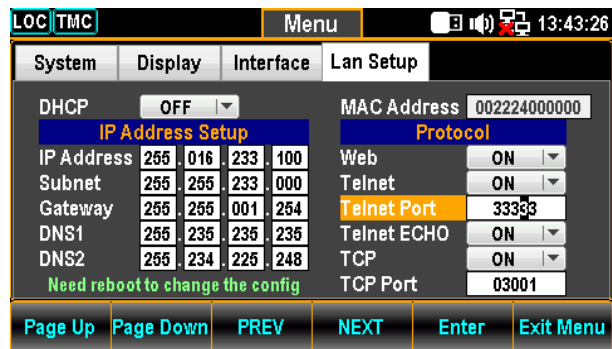 LOC TMC Menu 13:43:26
System Display Interface Lan Setup
DHCP OFF MAC Address 002224000000
IP Address Setup Protocol
IP Address 255 . 016 . 233 . 100 Web ON
Subnet 255 . 255 . 233 . 000 Telnet ON
Gateway 255 . 255 . 001 . 254 Telnet Port 33333
DNS1 255 . 235 . 235 . 235 Telnet ECHO ON
DNS2 255 . 234 . 225 . 248 TCP ON
Need reboot to change the config TCP Port 03001
Page Up Page Down PREV NEXT Enter Exit Menu